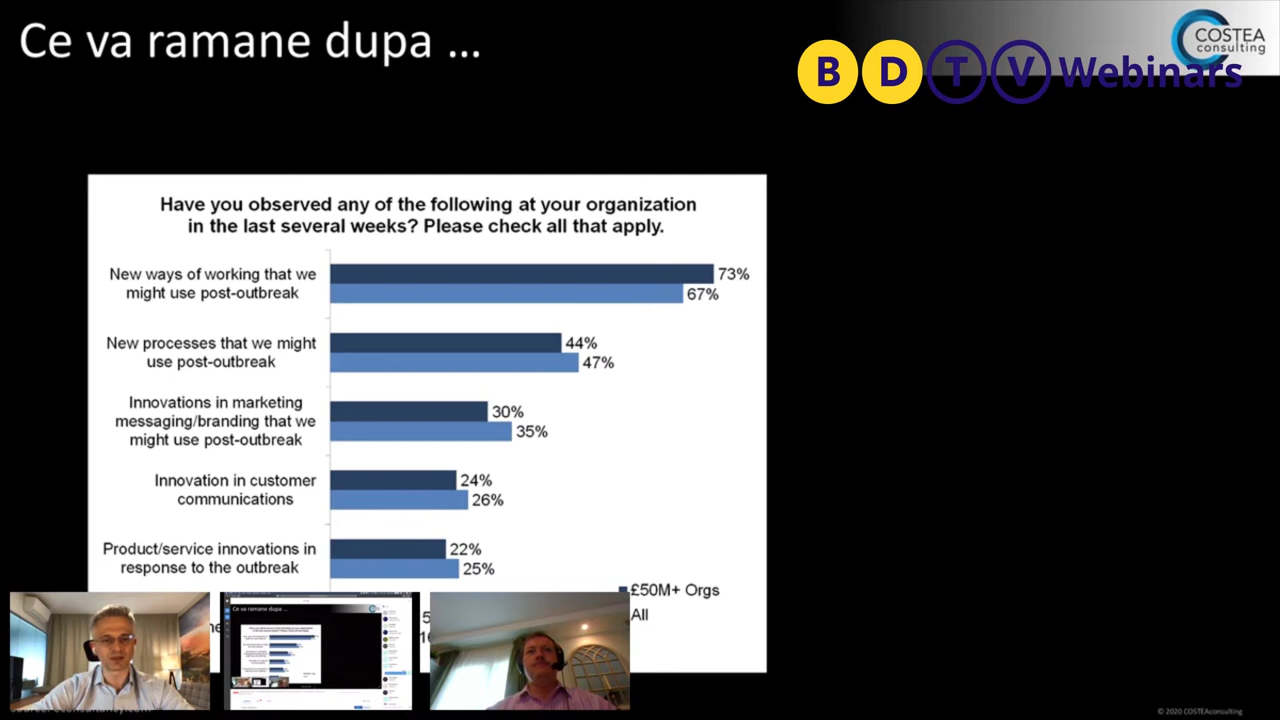 Ce va ramane dupa ...
COSTEA
consulting
B D T V Webinars
Have you observed any of the following at your organization
in the last several weeks? Please check all that apply.
New ways of working that we
might use post-outbreak
73%
67%
New processes that we might
use post-outbreak
44%
47%
Innovations in marketing
messaging/branding that we
might use post-outbreak
30%
35%
Innovation in customer
communications
24%
26%
Product/service innovations in
response to the outbreak
22%
25%
£50M+ Orgs
All
Ce va ramane dupa ...
© 2020 COSTEAconsulting